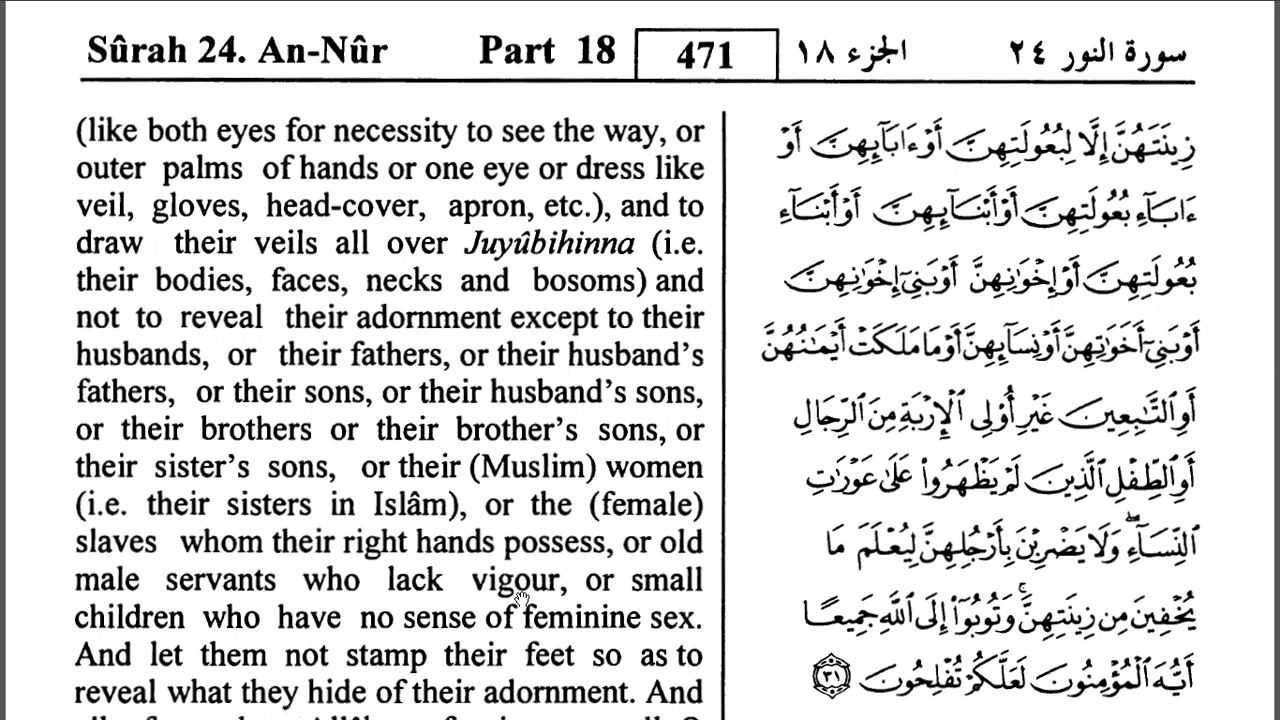 Sûrah 24. An-Nûr Part 18 471 الجزء ١٨ سورة النور ٢٤
(like both eyes for necessity to see the way, or
outer palms of hands or one eye or dress like
veil, gloves, head-cover, apron, etc.), and to
draw their veils all over Juyûbihinna (i.e.
their bodies, faces, necks and bosoms) and
not to reveal their adornment except to their
husbands, or their fathers, or their husband's
fathers, or their sons, or their husband's sons,
or their brothers or their brother's sons, or
their sister's sons, or their (Muslim) women
(i.e. their sisters in Islâm), or the (female)
slaves whom their right hands possess, or old
male servants who lack vigour, or small
children who have no sense of feminine sex.
And let them not stamp their feet so as to
reveal what they hide of their adornment. And
زِينَتَهُنَّ إِلَّا لِبُعُولَتِهِنَّ أَوْ ءَابَآئِهِنَّ أَوْ
ءَابَآءِ بُعُولَتِهِنَّ أَوْ أَبْنَآئِهِنَّ أَوْ أَبْنَآءِ
بُعُولَتِهِنَّ أَوْ إِخْوَٰنِهِنَّ أَوْ بَنِىٓ إِخْوَٰنِهِنَّ
أَوْ بَنِىٓ أَخَوَٰتِهِنَّ أَوْ نِسَآئِهِنَّ أَوْ مَا مَلَكَتْ أَيْمَٰنُهُنَّ
أَوِ ٱلتَّٰبِعِينَ غَيْرِ أُو۟لِى ٱلْإِرْبَةِ مِنَ ٱلرِّجَالِ
أَوِ ٱلطِّفْلِ ٱلَّذِينَ لَمْ يَظْهَرُوا۟ عَلَىٰ عَوْرَٰتِ
ٱلنِّسَآءِ ۖ وَلَا يَضْرِبْنَ بِأَرْجُلِهِنَّ لِيُعْلَمَ مَا
يُخْفِينَ مِن زِينَتِهِنَّ ۚ وَتُوبُوٓا۟ إِلَى ٱللَّهِ جَمِيعًا
أَيُّهَ ٱلْمُؤْمِنُونَ لَعَلَّكُمْ تُفْلِحُونَ ٣١